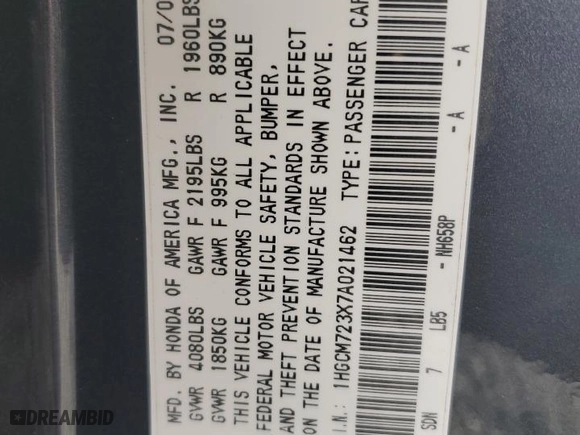 MFD. BY HONDA OF AMERICA MFG., INC. 07/0
GVWR 4080LBS GAWR F 2195LBS R 1960LBS
GVWR 1850KG GAWR F 995KG R 890KG
THIS VEHICLE CONFORMS TO ALL APPLICABLE
FEDERAL MOTOR VEHICLE SAFETY, BUMPER,
AND THEFT PREVENTION STANDARDS IN EFFECT
ON THE DATE OF MANUFACTURE SHOWN ABOVE.
I.N.: 1HGCM723X7A021462 TYPE:PASSENGER CAR
SDN 7 LB5 - NH658P - A - A
DREAMBID